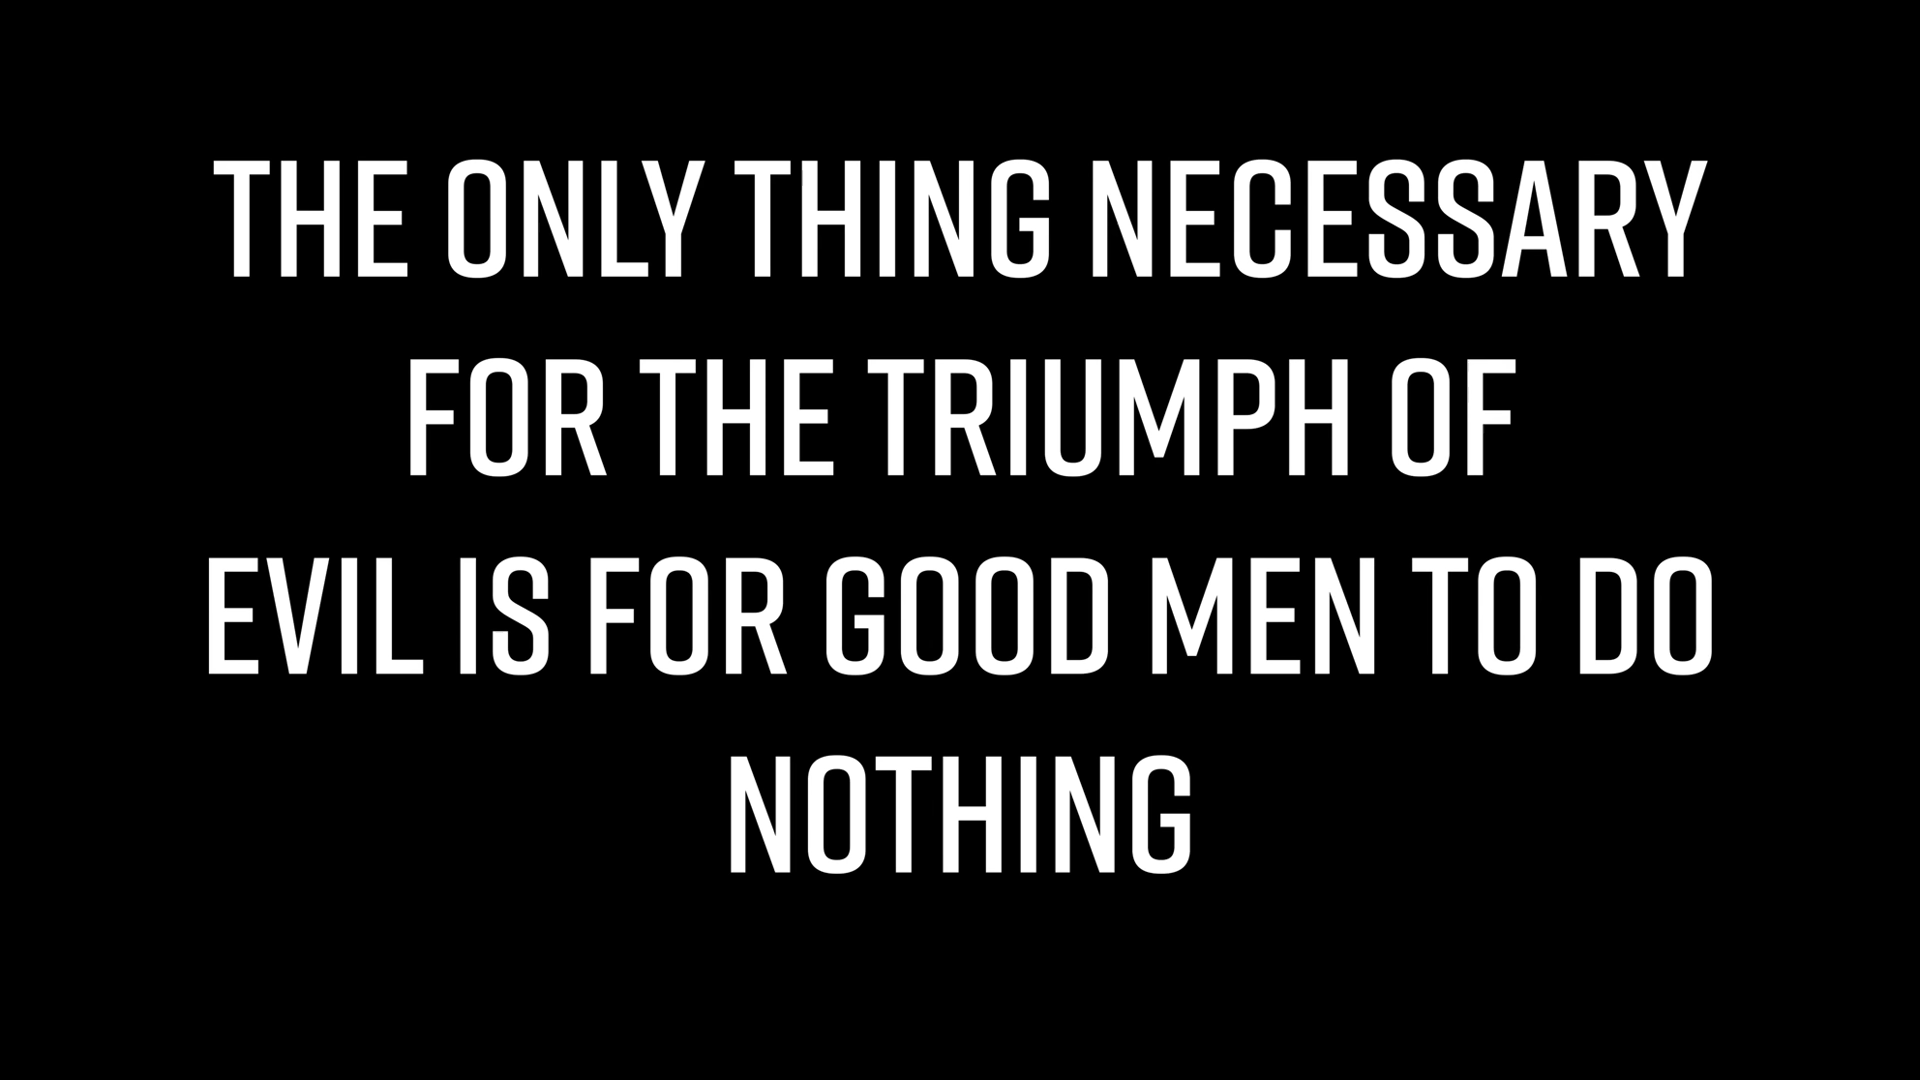 THE ONLY THING NECESSARY
FOR THE TRIUMPH OF
EVIL IS FOR GOOD MEN TO DO
NOTHING